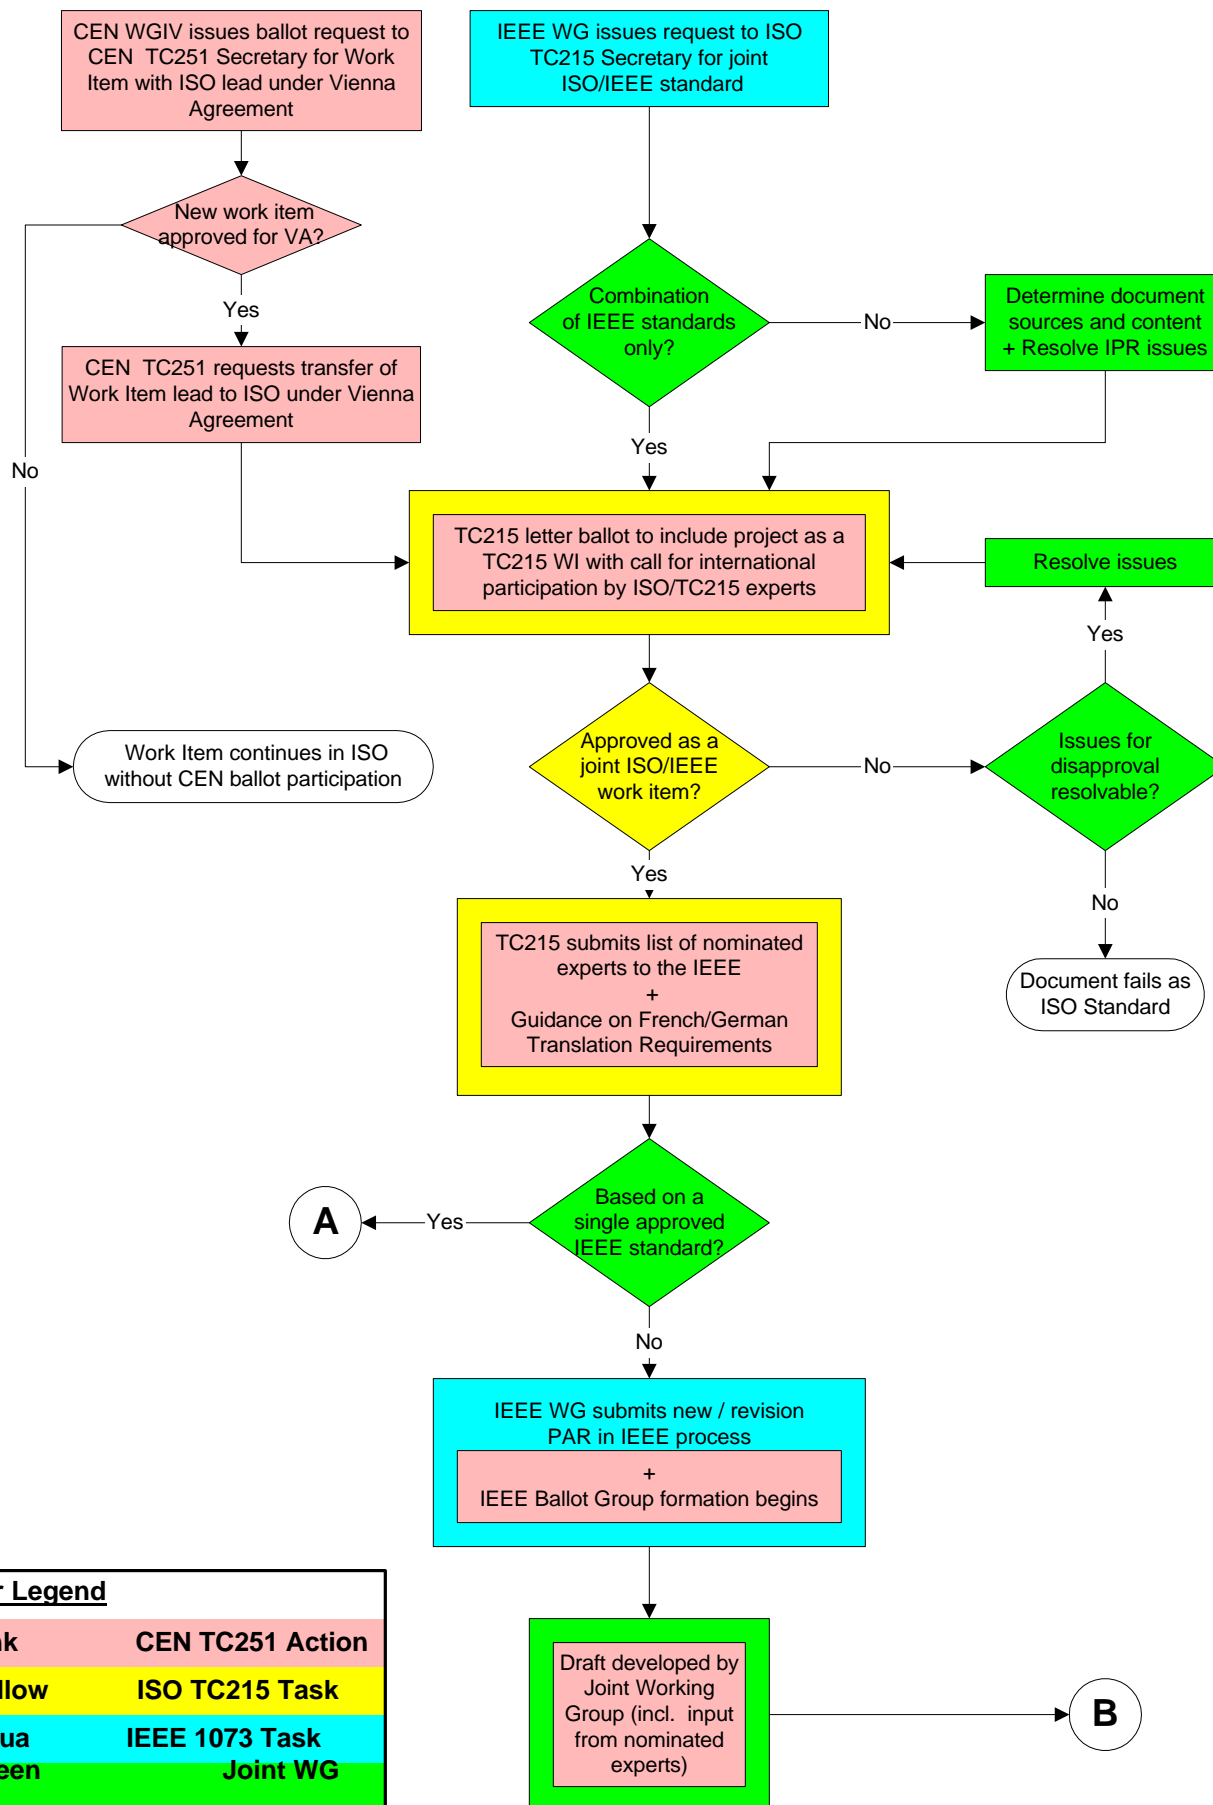 CEN WGIV issues ballot request to
CEN TC251 Secretary for Work
Item with ISO lead under Vienna
Agreement
IEEE WG issues request to ISO
TC215 Secretary for joint
ISO/IEEE standard
New work item
approved for VA?
Yes
No
CEN TC251 requests transfer of
Work Item lead to ISO under Vienna
Agreement
Combination
of IEEE standards
only?
No
Determine document
sources and content
+ Resolve IPR issues
Yes
TC215 letter ballot to include project as a
TC215 WI with call for international
participation by ISO/TC215 experts
Resolve issues
Yes
Work Item continues in ISO
without CEN ballot participation
Approved as a
joint ISO/IEEE
work item?
No
Issues for
disapproval
resolvable?
Yes
No
TC215 submits list of nominated
experts to the IEEE
+
Guidance on French/German
Translation Requirements
Document fails as
ISO Standard
Based on a
single approved
IEEE standard?
Yes
A
No
IEEE WG submits new / revision
PAR in IEEE process
+
IEEE Ballot Group formation begins
Draft developed by
Joint Working
Group (incl. input
from nominated
experts)
B
r Legend
nk CEN TC251 Action
llow ISO TC215 Task
ua IEEE 1073 Task
een Joint WG